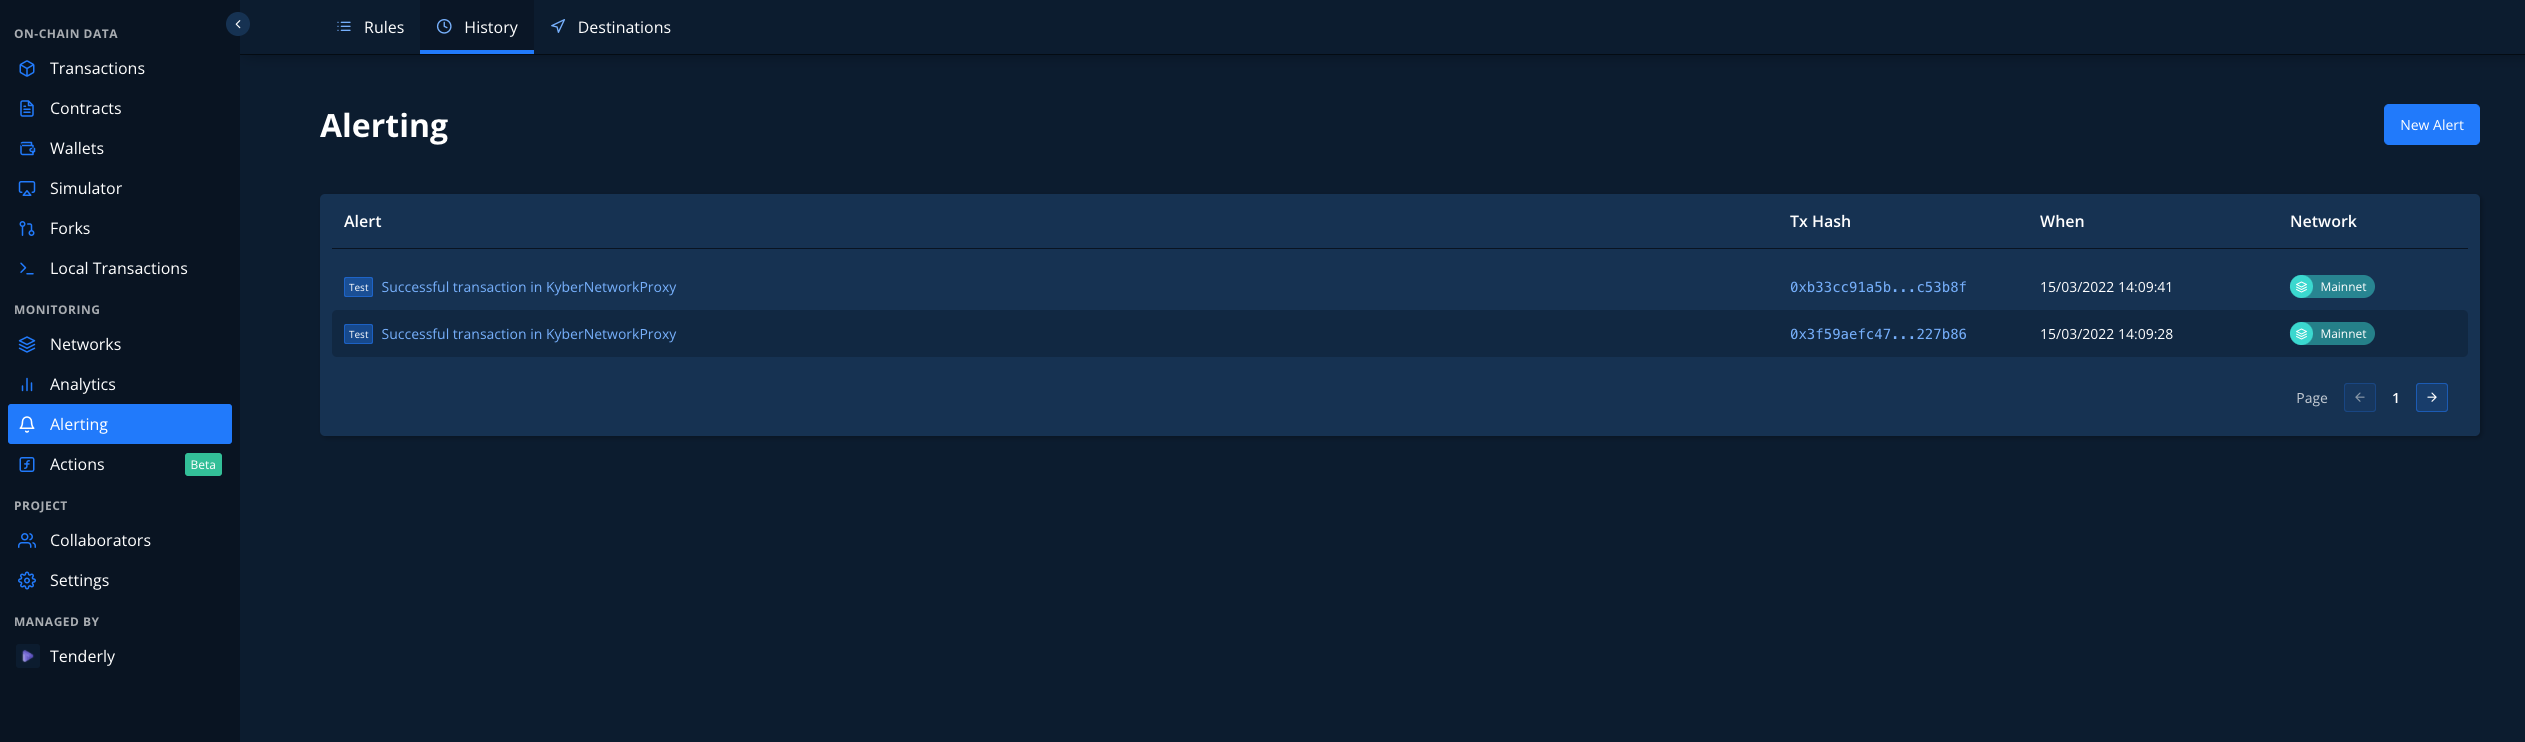 ON-CHAIN DATA
Transactions
Contracts
Wallets
Simulator
Forks
Local Transactions
MONITORING
Networks
Analytics
Alerting
Actions Beta
PROJECT
Collaborators
Settings
MANAGED BY
Tenderly
Rules History Destinations
Alerting
New Alert
Alert Tx Hash When Network
Test Successful transaction in KyberNetworkProxy 0xb33cc91a5b...c53b8f 15/03/2022 14:09:41 Mainnet
Test Successful transaction in KyberNetworkProxy 0x3f59aefc47...227b86 15/03/2022 14:09:28 Mainnet
Page 1